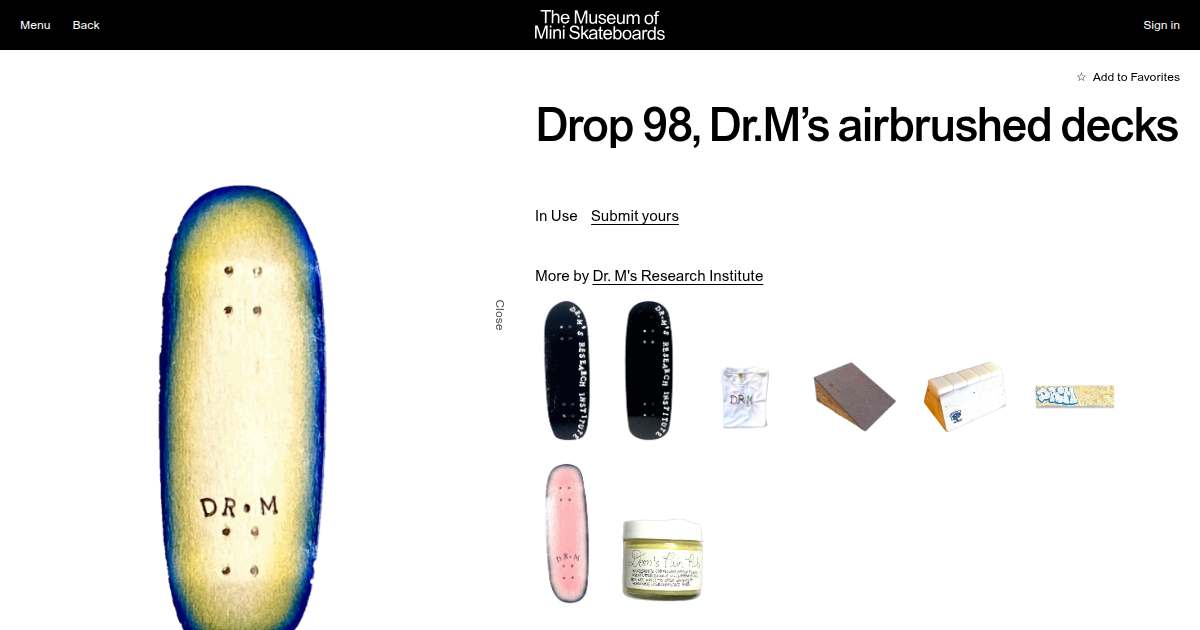 Menu
Back
The Museum of
Mini Skateboards
Sign in
☆ Add to Favorites
Drop 98, Dr.M’s airbrushed decks
In Use Submit yours
More by Dr. M's Research Institute
Close
DR•M
DR.M'S RESEARCH INSTITUTE
DR.M'S RESEARCH INSTITUTE
DRM
DR•M